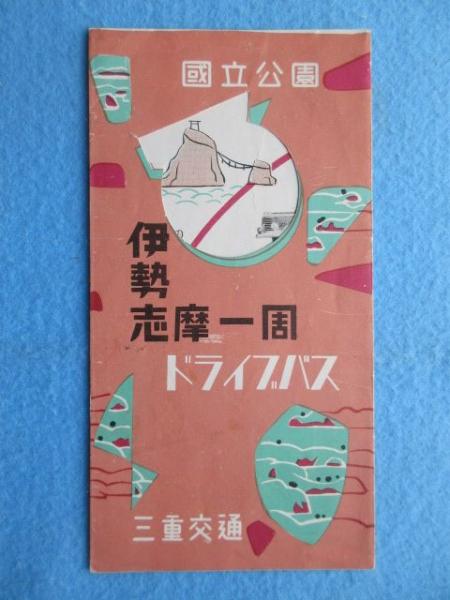 國立公園
伊勢
志摩一周
ドライブバス
三重交通